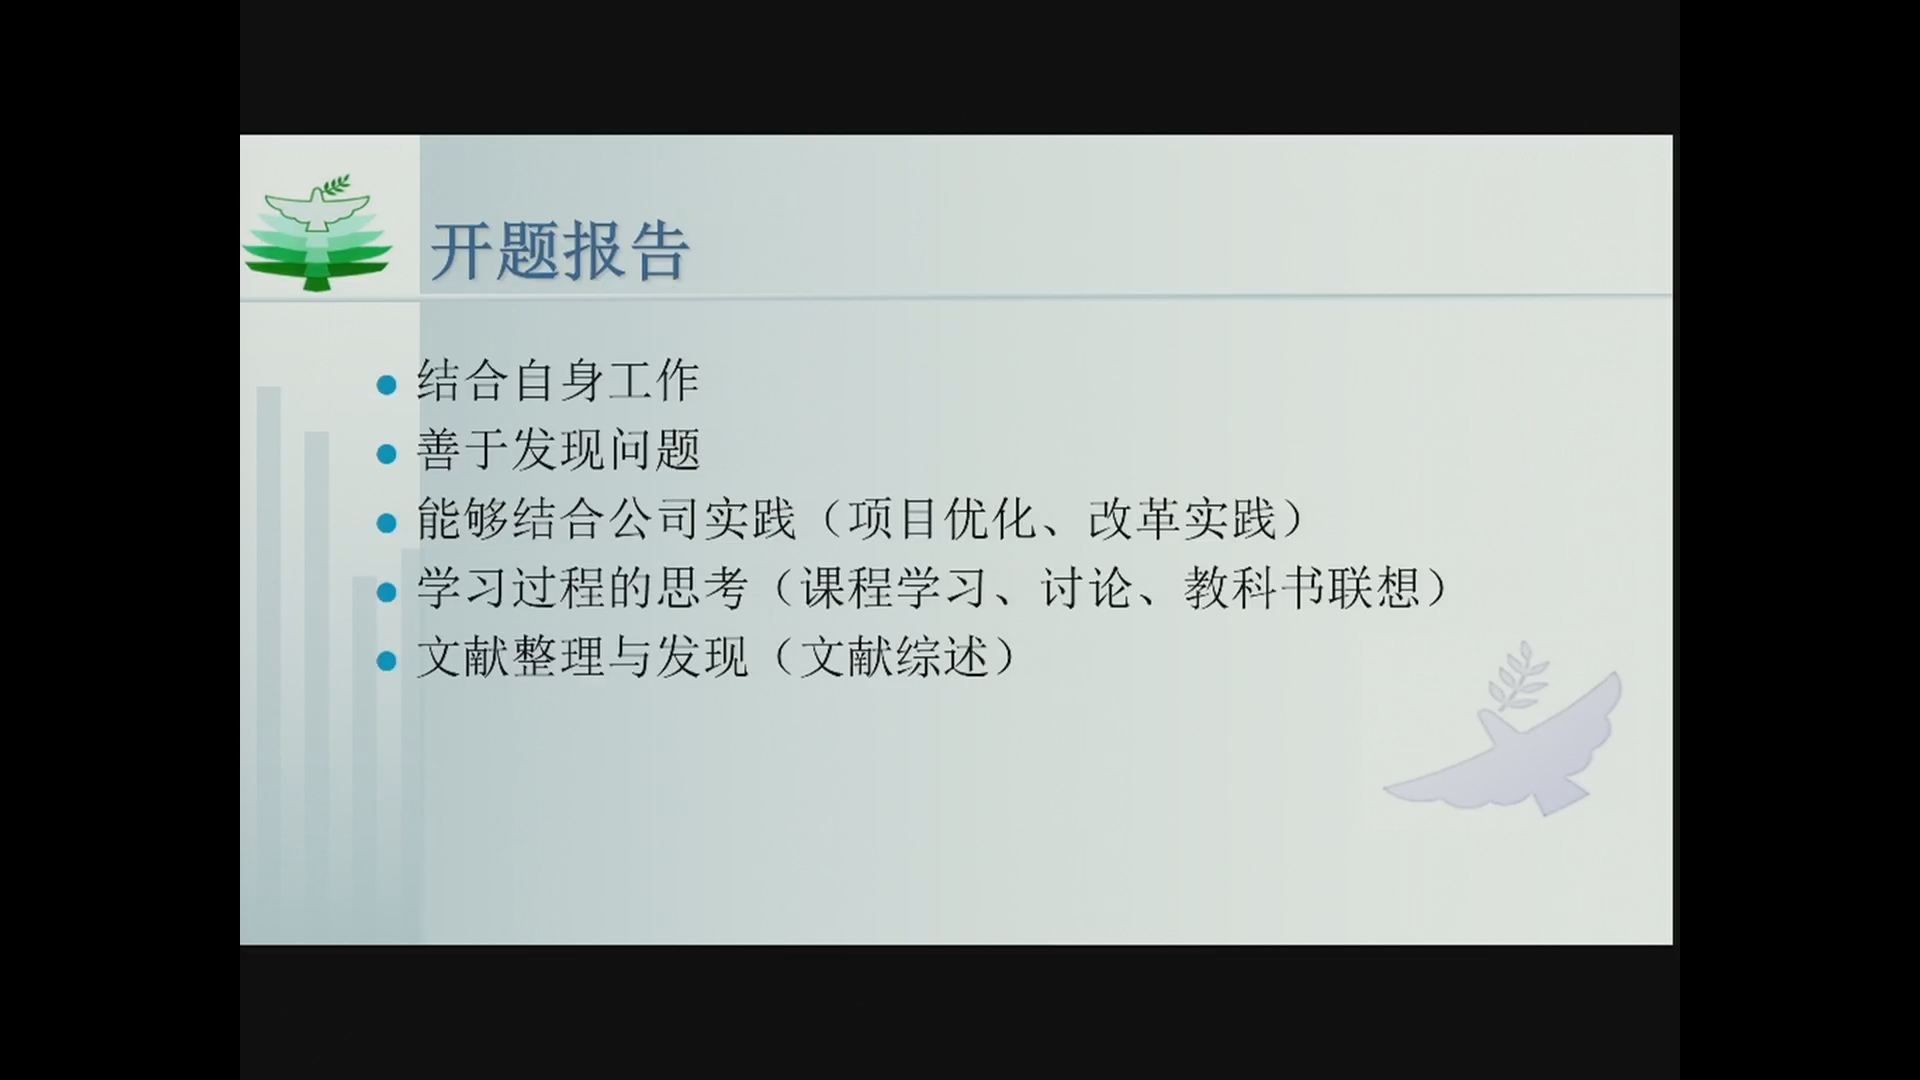 开题报告
结合自身工作
善于发现问题
能够结合公司实践（项目优化、改革实践）
学习过程的思考（课程学习、讨论、教科书联想）
文献整理与发现（文献综述）